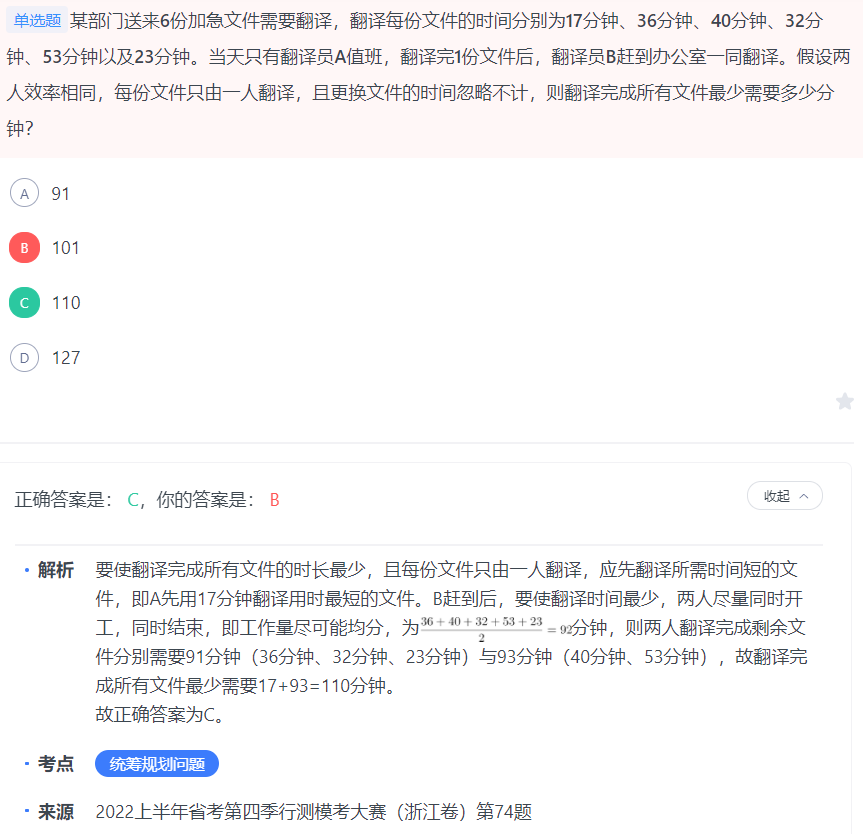 单选题 某部门送来6份加急文件需要翻译，翻译每份文件的时间分别为17分钟、36分钟、40分钟、32分
钟、53分钟以及23分钟。当天只有翻译员A值班，翻译完1份文件后，翻译员B赶到办公室一同翻译。假设两
人效率相同，每份文件只由一人翻译，且更换文件的时间忽略不计，则翻译完成所有文件最少需要多少分
钟？
A 91
B 101
C 110
D 127
正确答案是： C，你的答案是： B
收起
解析 要使翻译完成所有文件的时长最少，且每份文件只由一人翻译，应先翻译所需时间短的文
件，即A先用17分钟翻译用时最短的文件。B赶到后，要使翻译时间最少，两人尽量同时开
工，同时结束，即工作量尽可能均分，为(36 + 40 + 32 + 53 + 23)/2 = 92分钟，则两人翻译完成剩余文
件分别需要91分钟（36分钟、32分钟、23分钟）与93分钟（40分钟、53分钟），故翻译完
成所有文件最少需要17+93=110分钟。
故正确答案为C。
考点 统筹规划问题
来源 2022上半年省考第四季行测模考大赛（浙江卷）第74题